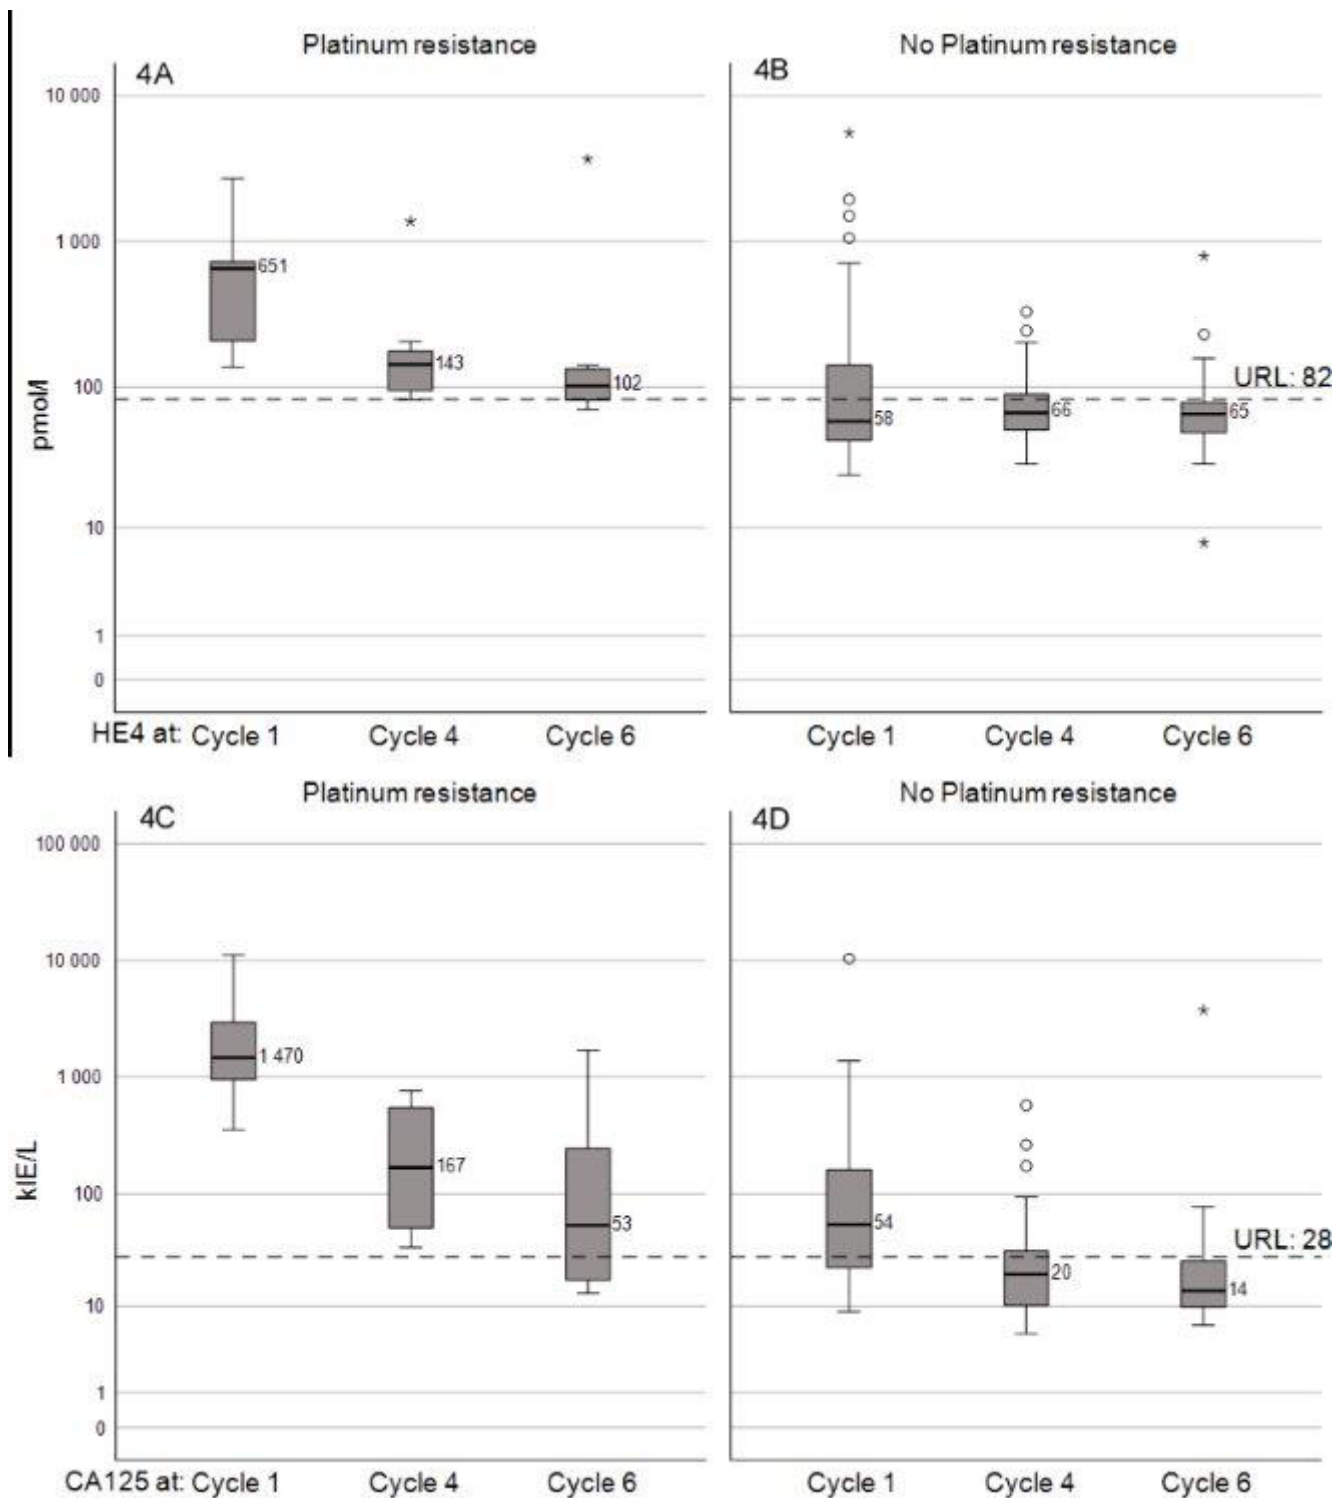 Platinum resistance No Platinum resistance
4A 4B
10 000
1 000
651
143
102
100
URL: 82
58
66
65
pmol/l
10
1
0
HE4 at: Cycle 1 Cycle 4 Cycle 6 Cycle 1 Cycle 4 Cycle 6
Platinum resistance No Platinum resistance
4C 4D
100 000
10 000
1 470
1 000
167
100
53
54
URL: 28
20
14
kIE/L
10
1
0
CA125 at: Cycle 1 Cycle 4 Cycle 6 Cycle 1 Cycle 4 Cycle 6